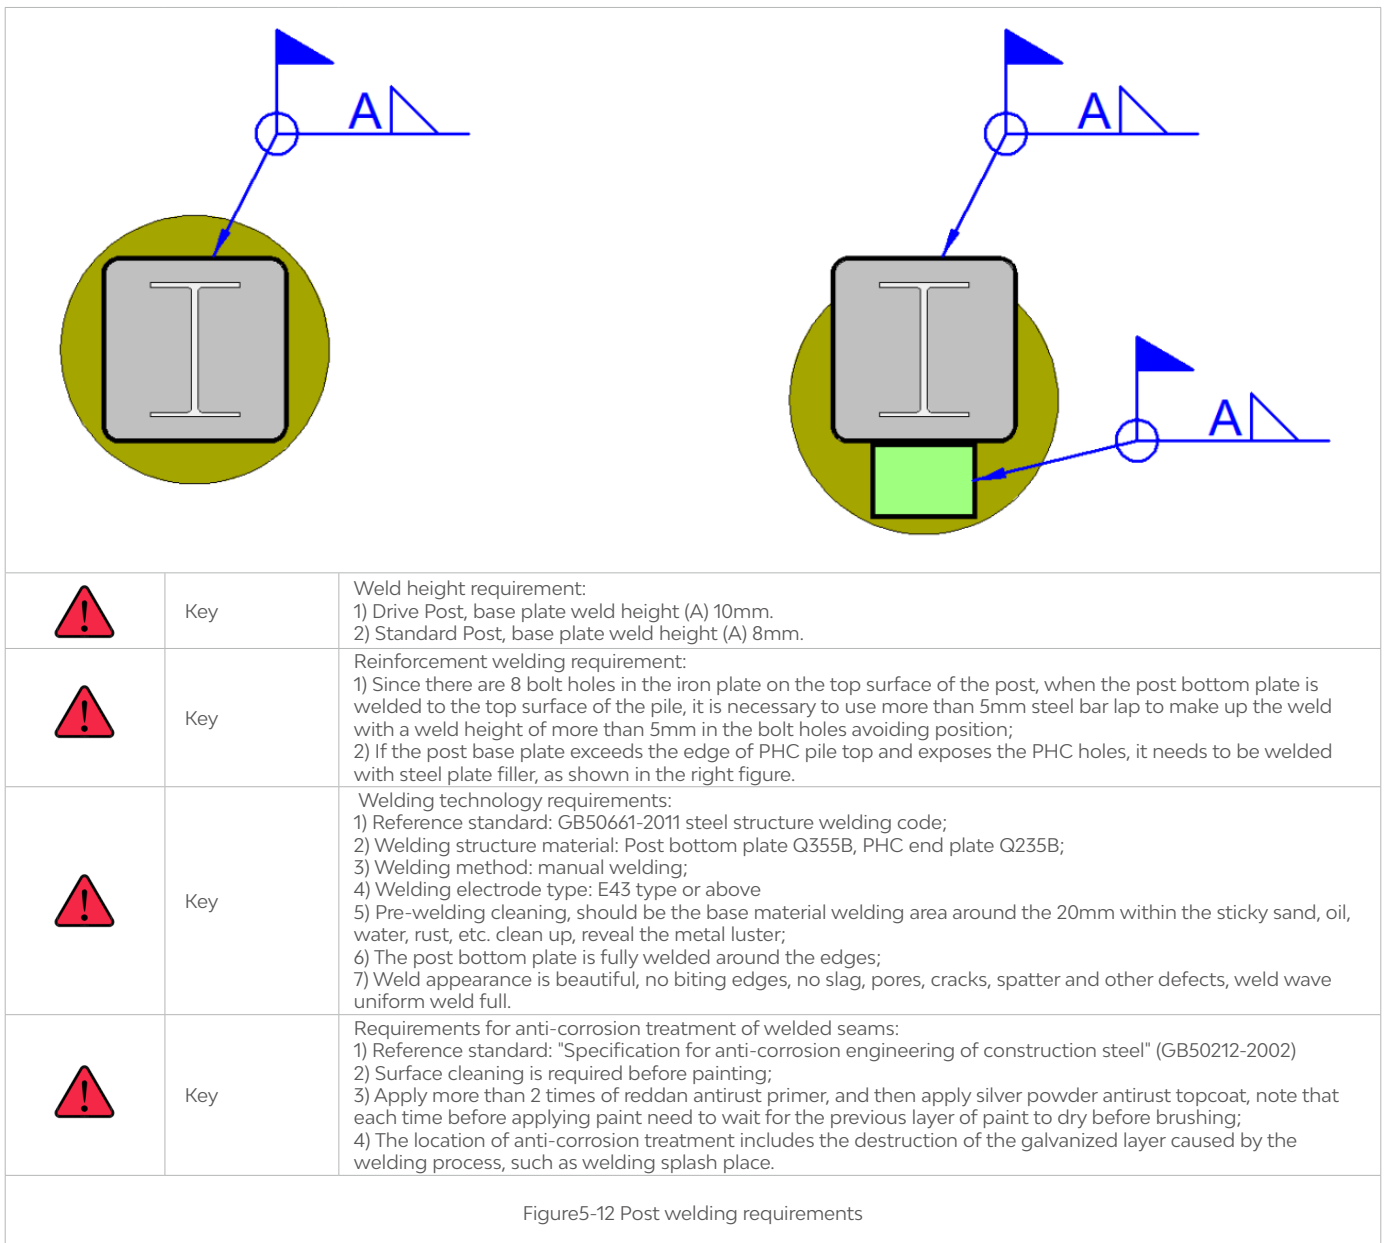 A
A
A
Key
Weld height requirement:
1) Drive Post, base plate weld height (A) 10mm.
2) Standard Post, base plate weld height (A) 8mm.
Key
Reinforcement welding requirement:
1) Since there are 8 bolt holes in the iron plate on the top surface of the post, when the post bottom plate is
welded to the top surface of the pile, it is necessary to use more than 5mm steel bar lap to make up the weld
with a weld height of more than 5mm in the bolt holes avoiding position;
2) If the post base plate exceeds the edge of PHC pile top and exposes the PHC holes, it needs to be welded
with steel plate filler, as shown in the right figure.
Key
Welding technology requirements:
1) Reference standard: GB50661-2011 steel structure welding code;
2) Welding structure material: Post bottom plate Q355B, PHC end plate Q235B;
3) Welding method: manual welding;
4) Welding electrode type: E43 type or above
5) Pre-welding cleaning, should be the base material welding area around the 20mm within the sticky sand, oil,
water, rust, etc. clean up, reveal the metal luster;
6) The post bottom plate is fully welded around the edges;
7) Weld appearance is beautiful, no biting edges, no slag, pores, cracks, spatter and other defects, weld wave
uniform weld full.
Key
Requirements for anti-corrosion treatment of welded seams:
1) Reference standard: "Specification for anti-corrosion engineering of construction steel" (GB50212-2002)
2) Surface cleaning is required before painting;
3) Apply more than 2 times of reddan antirust primer, and then apply silver powder antirust topcoat, note that
each time before applying paint need to wait for the previous layer of paint to dry before brushing;
4) The location of anti-corrosion treatment includes the destruction of the galvanized layer caused by the
welding process, such as welding splash place.
Figure5-12 Post welding requirements